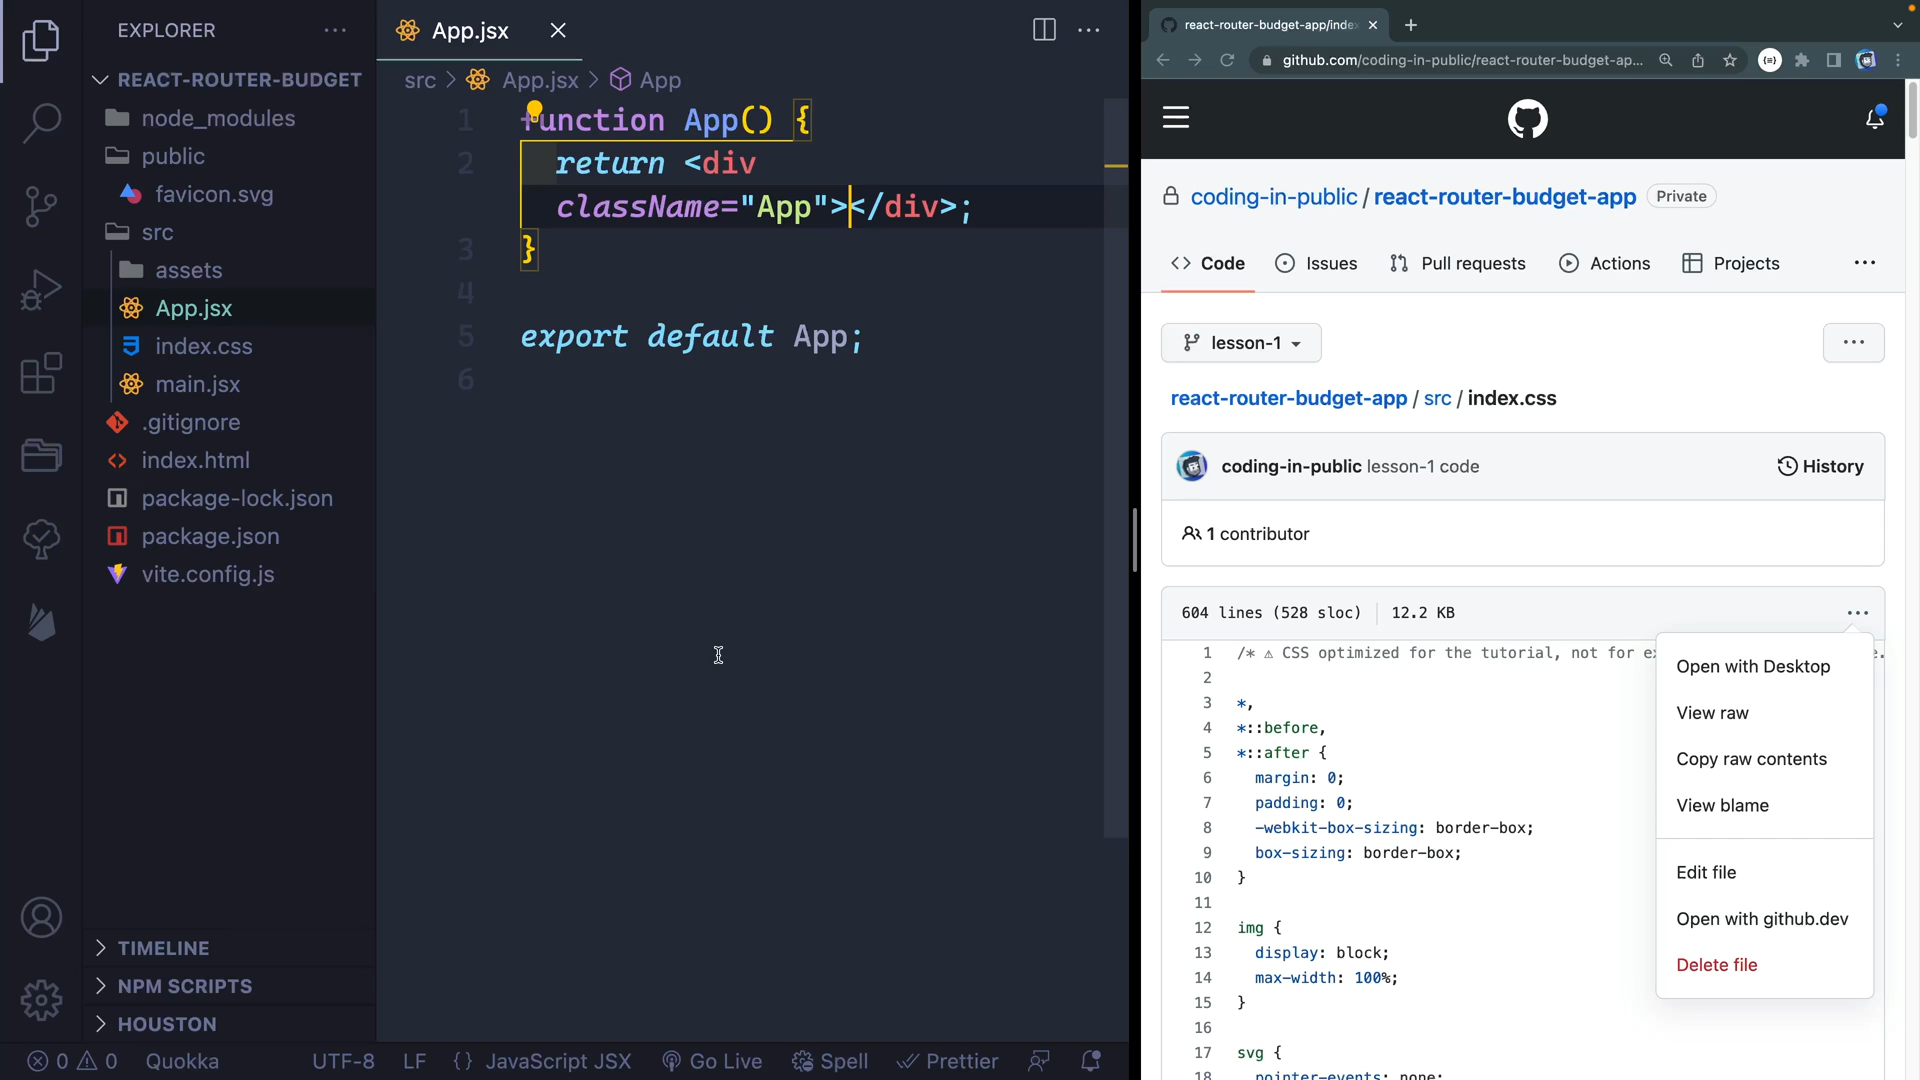 EXPLORER
REACT-ROUTER-BUDGET
node_modules
public
favicon.svg
src
assets
App.jsx
index.css
main.jsx
.gitignore
index.html
package-lock.json
package.json
vite.config.js
TIMELINE
NPM SCRIPTS
HOUSTON
App.jsx
src > App.jsx > App
1 function App() {
2 return <div
className="App"></div>;
3 }
4
5 export default App;
6
0 0 Quokka UTF-8 LF {} JavaScript JSX Go Live Spell Prettier
react-router-budget-app/index
github.com/coding-in-public/react-router-budget-ap...
coding-in-public / react-router-budget-app Private
Code Issues Pull requests Actions Projects
lesson-1
react-router-budget-app / src / index.css
coding-in-public lesson-1 code History
1 contributor
604 lines (528 sloc) 12.2 KB
1 /* ⚠ CSS optimized for the tutorial, not for
2
3 *,
4 *::before,
5 *::after {
6 margin: 0;
7 padding: 0;
8 -webkit-box-sizing: border-box;
9 box-sizing: border-box;
10 }
11
12 img {
13 display: block;
14 max-width: 100%;
15 }
16
17 svg {
18 pointer-events: none;
Open with Desktop
View raw
Copy raw contents
View blame
Edit file
Open with github.dev
Delete file